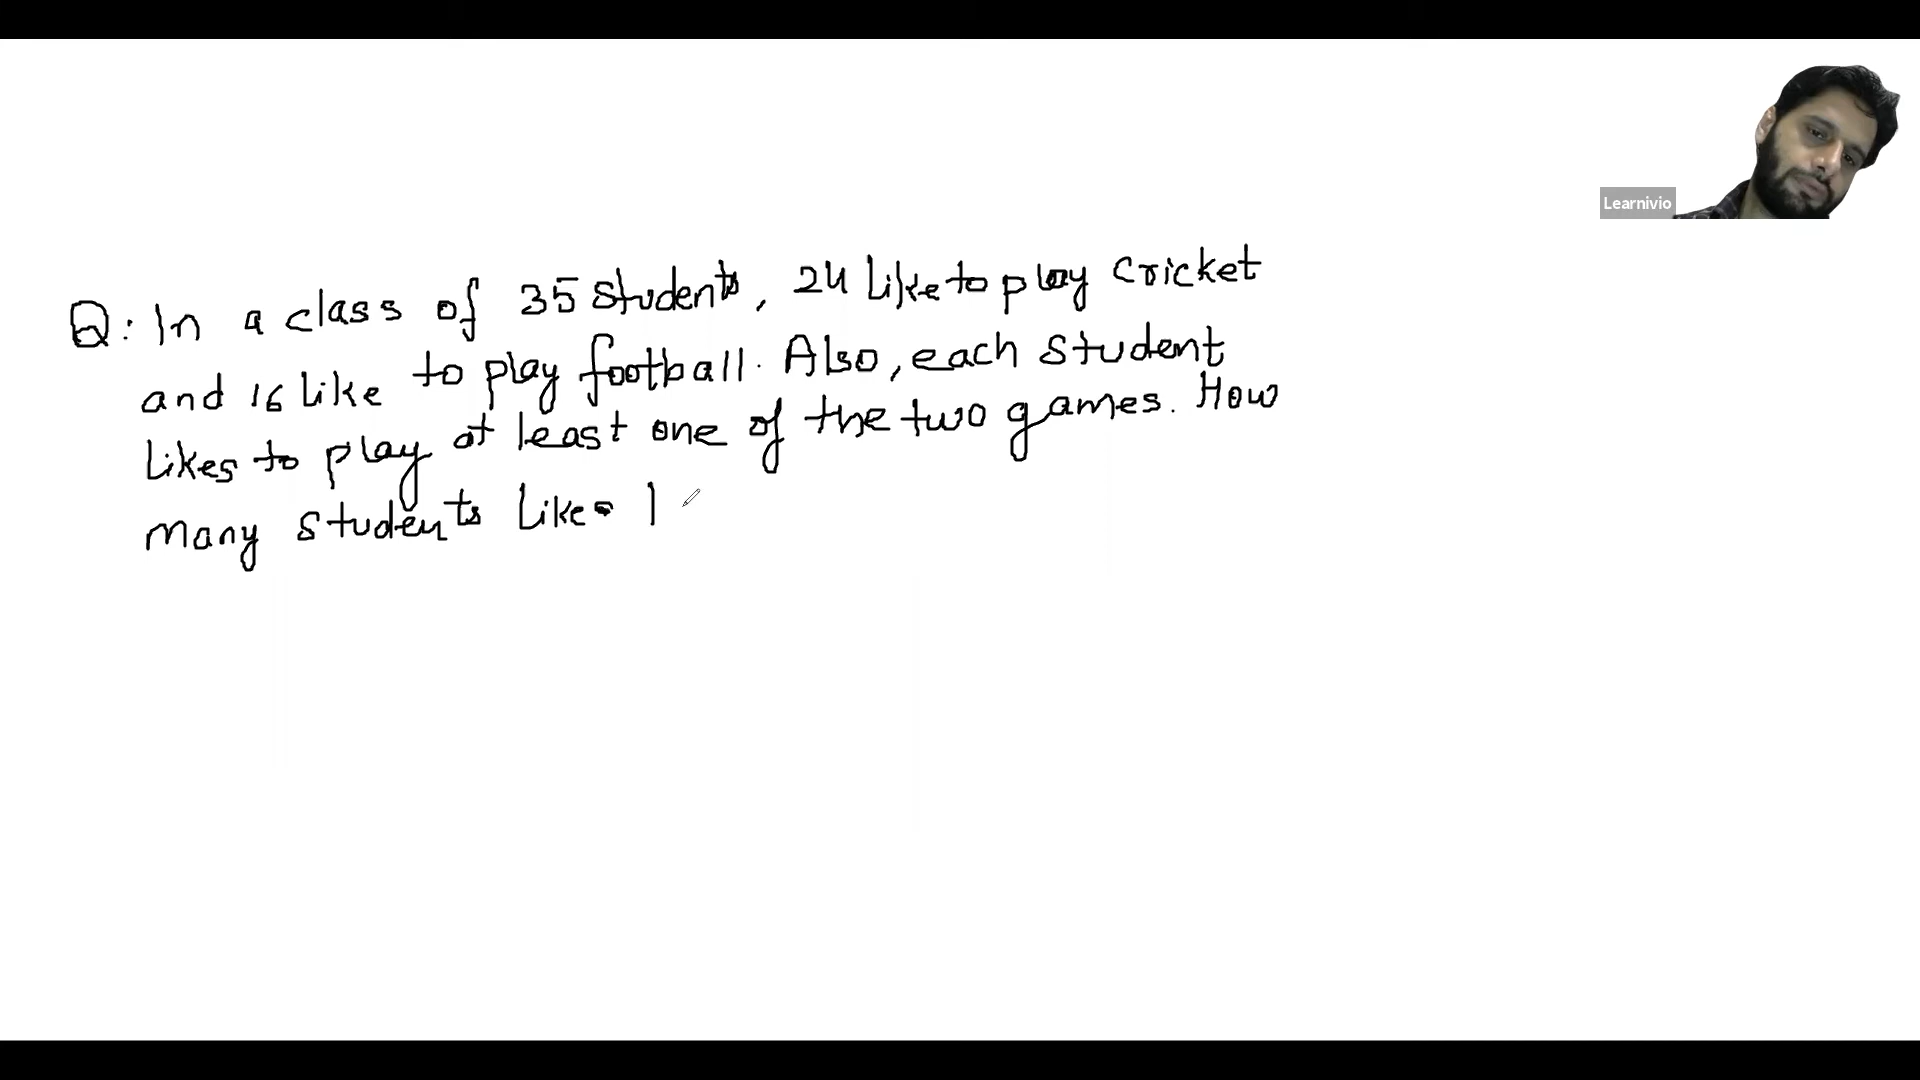 Learnivio
Q: In a class of 35 students, 24 like to play cricket
and 16 like to play football. Also, each student
likes to play at least one of the two games. How
many students like